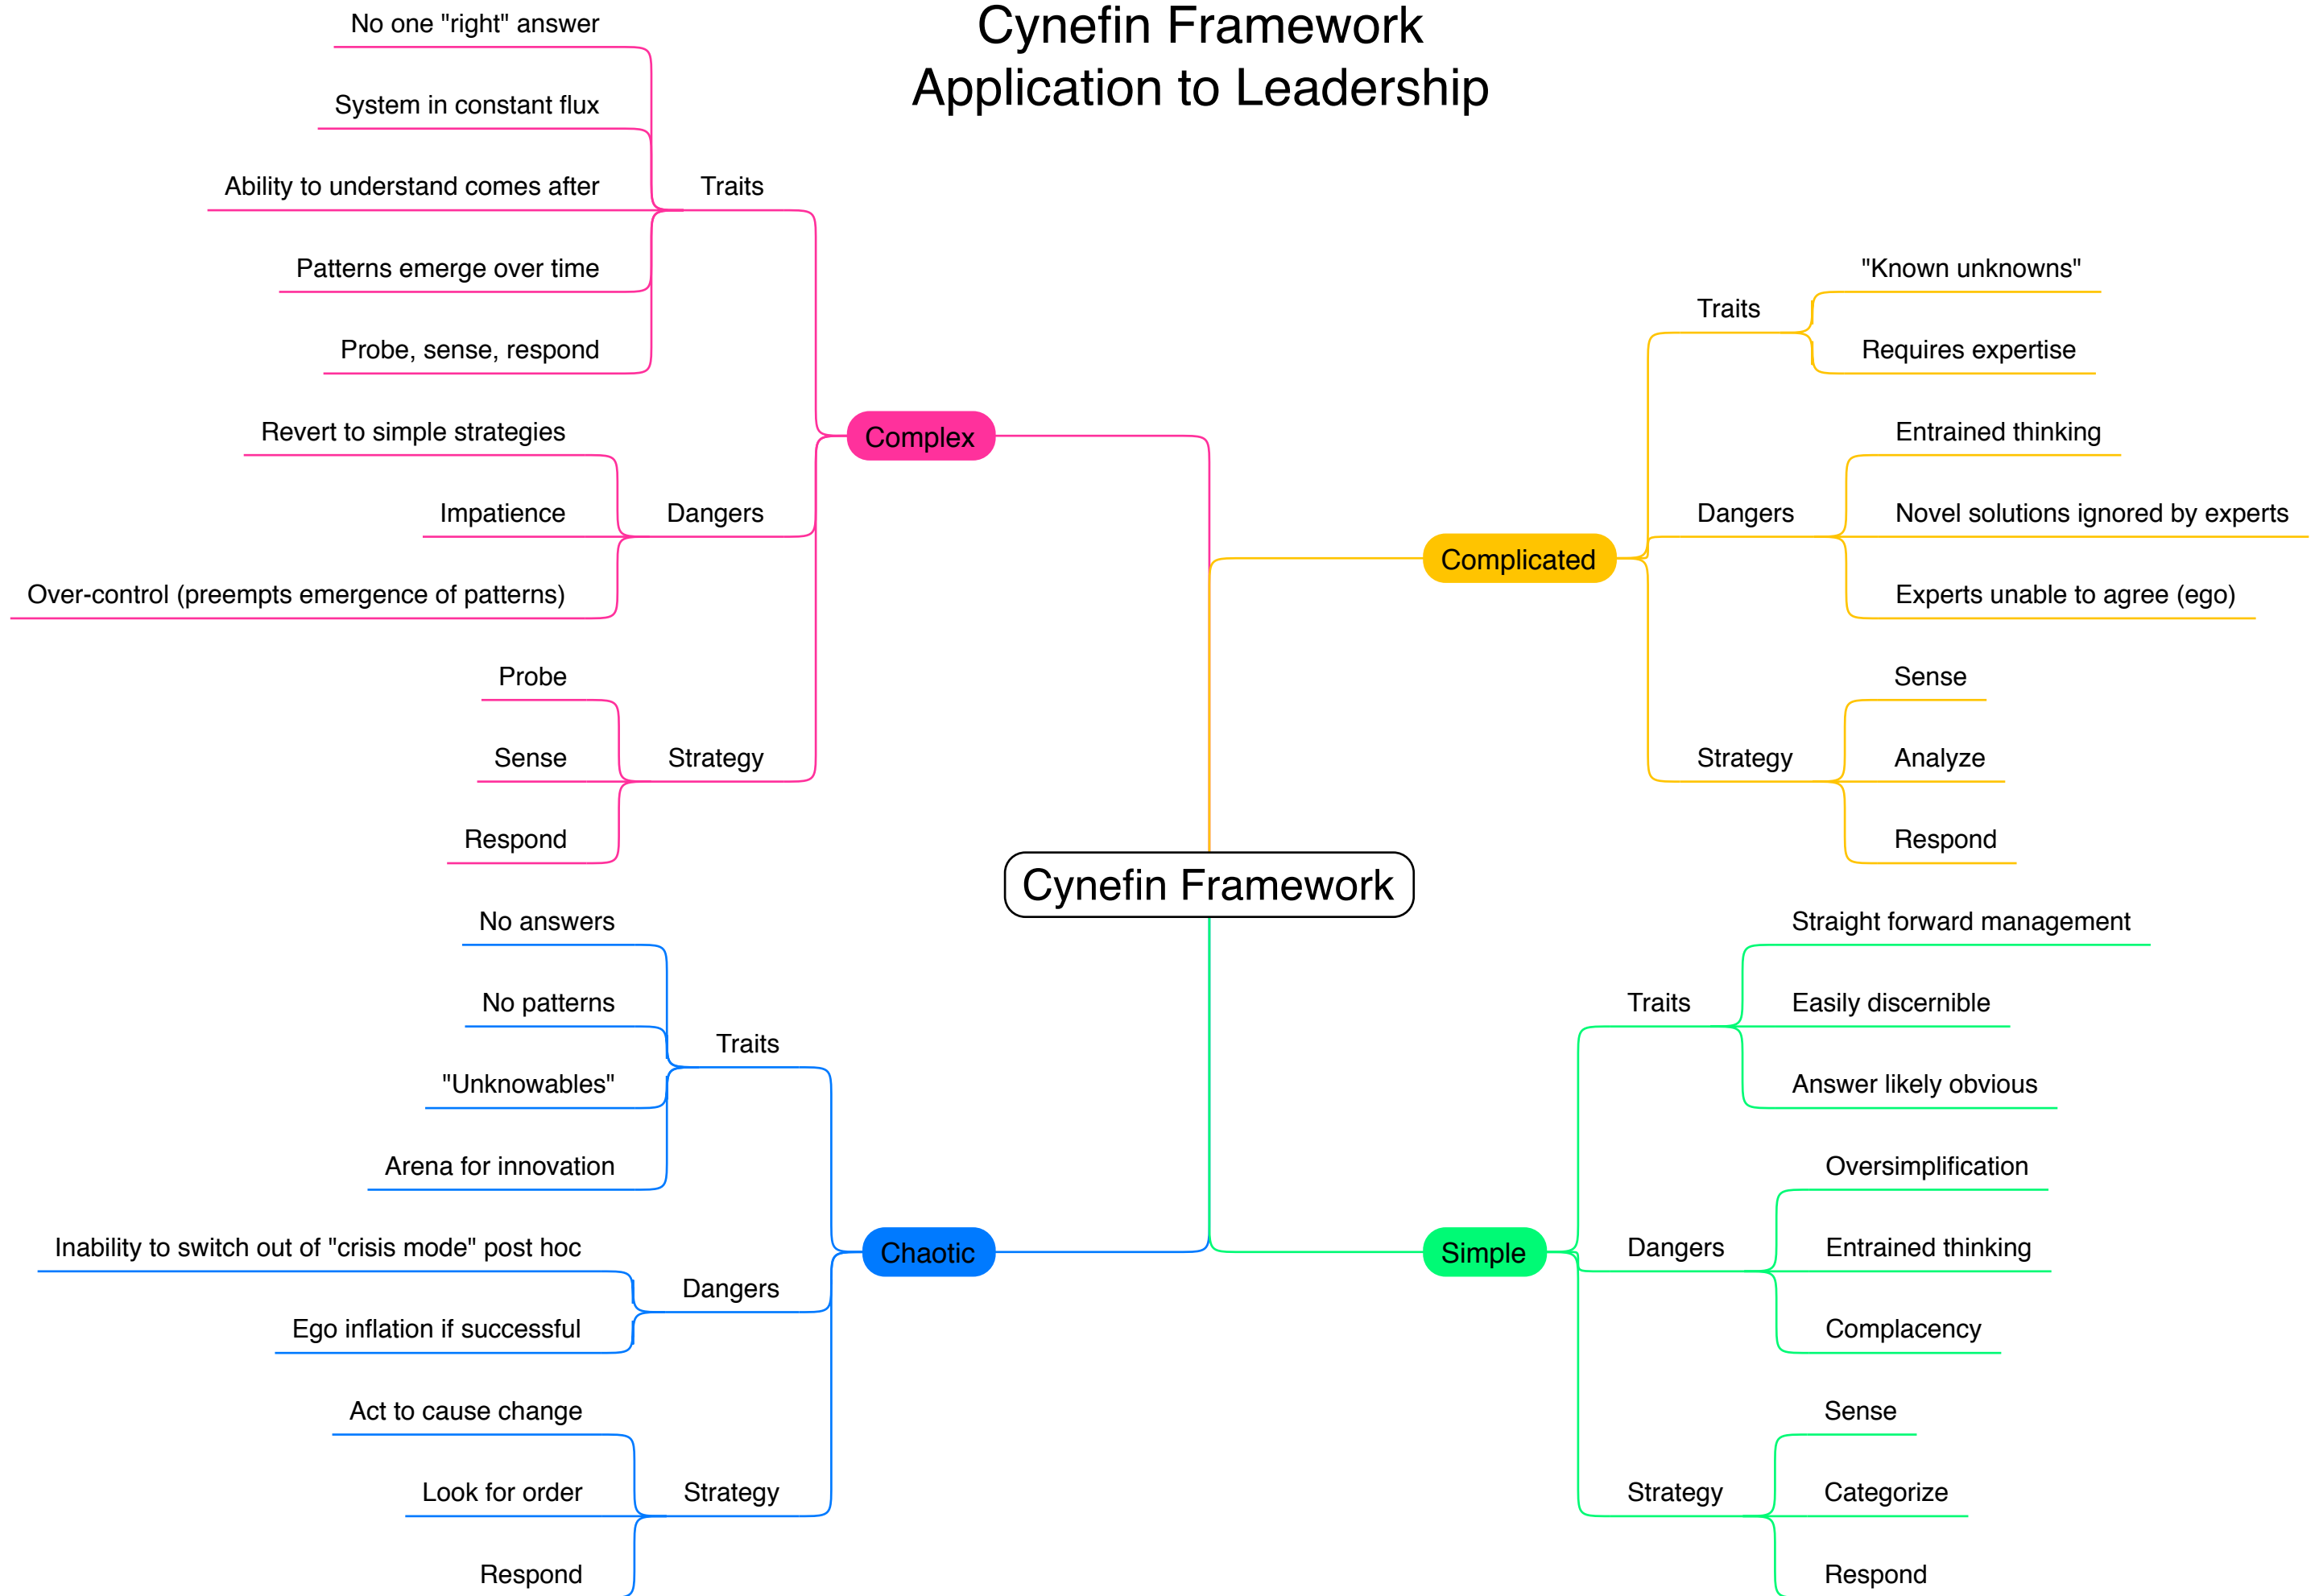 Cynefin Framework
Application to Leadership
Cynefin Framework
Complex
Traits
No one "right" answer
System in constant flux
Ability to understand comes after
Patterns emerge over time
Probe, sense, respond
Dangers
Revert to simple strategies
Impatience
Over-control (preempts emergence of patterns)
Strategy
Probe
Sense
Respond
Complicated
Traits
"Known unknowns"
Requires expertise
Dangers
Entrained thinking
Novel solutions ignored by experts
Experts unable to agree (ego)
Strategy
Sense
Analyze
Respond
Chaotic
Traits
No answers
No patterns
"Unknowables"
Arena for innovation
Dangers
Inability to switch out of "crisis mode" post hoc
Ego inflation if successful
Strategy
Act to cause change
Look for order
Respond
Simple
Traits
Straight forward management
Easily discernible
Answer likely obvious
Dangers
Oversimplification
Entrained thinking
Complacency
Strategy
Sense
Categorize
Respond